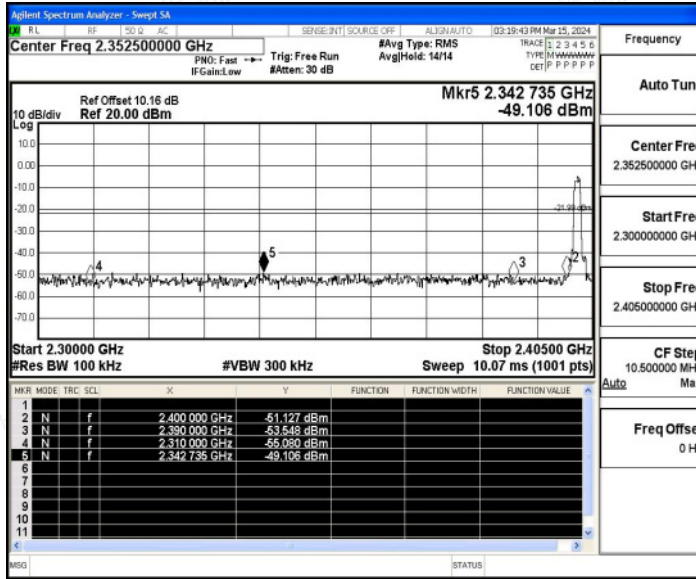 Agilent Spectrum Analyzer - Swept SA
RL RF 50 Ω AC SENSE:INT SOURCE OFF ALIGN AUTO 03:19:43 PM Mar 15, 2024
Center Freq 2.352500000 GHz
PNO: Fast
IFGain:Low
Trig: Free Run
#Atten: 30 dB
#Avg Type: RMS
Avg|Hold: 14/14
TRACE 1 2 3 4 5 6
TYPE M
DET P P P P P P
Ref Offset 10.16 dB
10 dB/div Ref 20.00 dBm
Log
Mkr5 2.342 735 GHz
-49.106 dBm
10.0
0.00
-10.0
-20.0
-21.99 dBm
-30.0
-40.0
-50.0
-60.0
-70.0
4
5
3
2
Start 2.30000 GHz Stop 2.40500 GHz
#Res BW 100 kHz #VBW 300 kHz Sweep 10.07 ms (1001 pts)
MKR MODE TRC SCL X Y FUNCTION FUNCTION WIDTH FUNCTION VALUE
1
2 N f 2.400 000 GHz -51.127 dBm
3 N f 2.390 000 GHz -53.548 dBm
4 N f 2.310 000 GHz -55.080 dBm
5 N f 2.342 735 GHz -49.106 dBm
6
7
8
9
10
11
MSG STATUS
Frequency
Auto Tun
Center Fre
2.352500000 GH
Start Fre
2.300000000 GH
Stop Fre
2.405000000 GH
CF Step
10.500000 MH
Auto Ma
Freq Offse
0 H